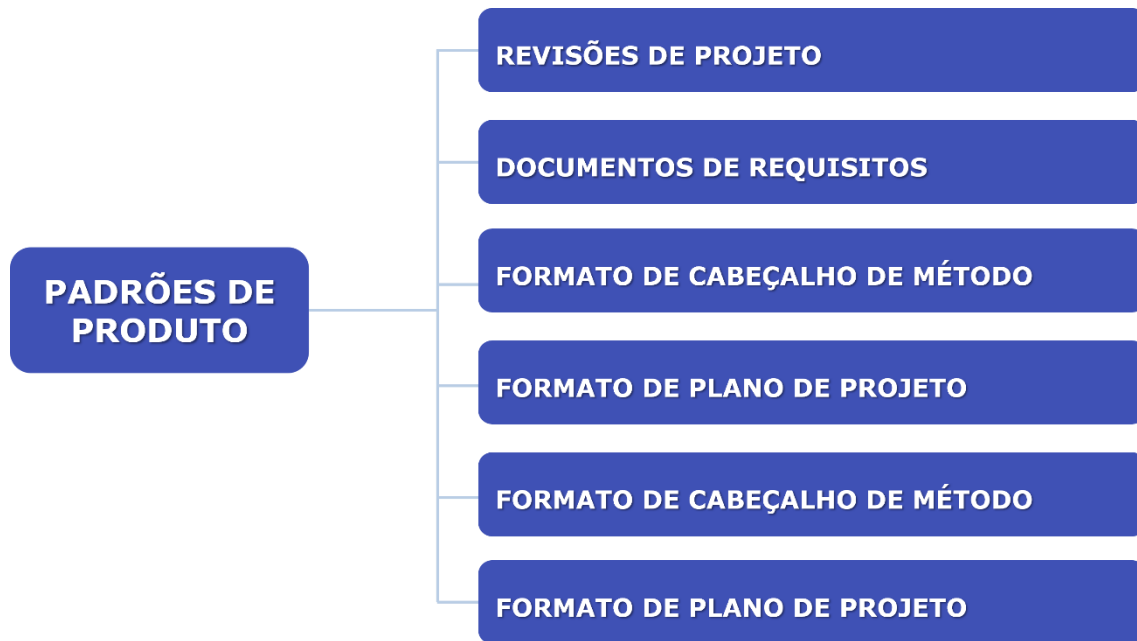 REVISÕES DE PROJETO
DOCUMENTOS DE REQUISITOS
FORMATO DE CABEÇALHO DE MÉTODO
PADRÕES DE
PRODUTO
FORMATO DE PLANO DE PROJETO
FORMATO DE CABEÇALHO DE MÉTODO
FORMATO DE PLANO DE PROJETO